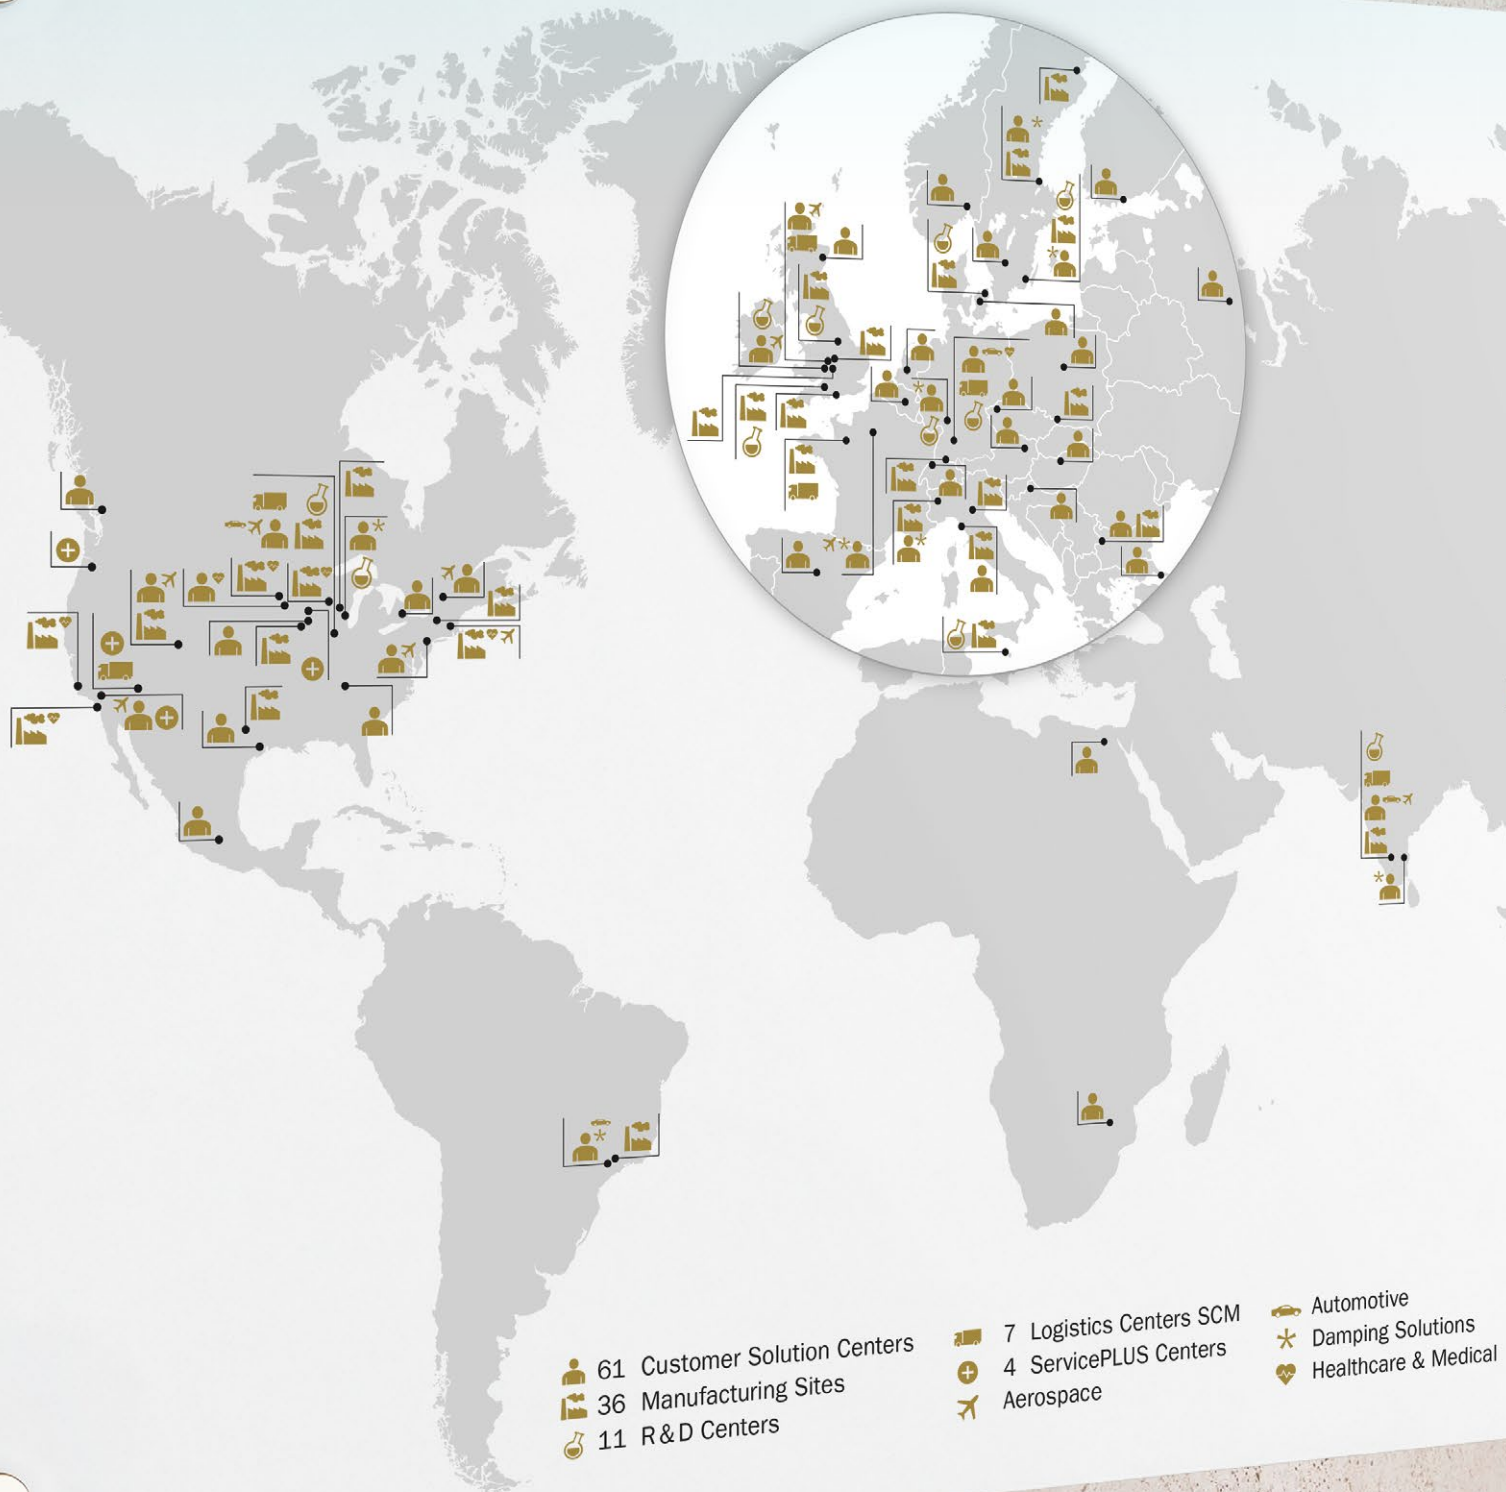 61 Customer Solution Centers
36 Manufacturing Sites
11 R&D Centers
7 Logistics Centers SCM
4 ServicePLUS Centers
Aerospace
Automotive
Damping Solutions
Healthcare & Medical